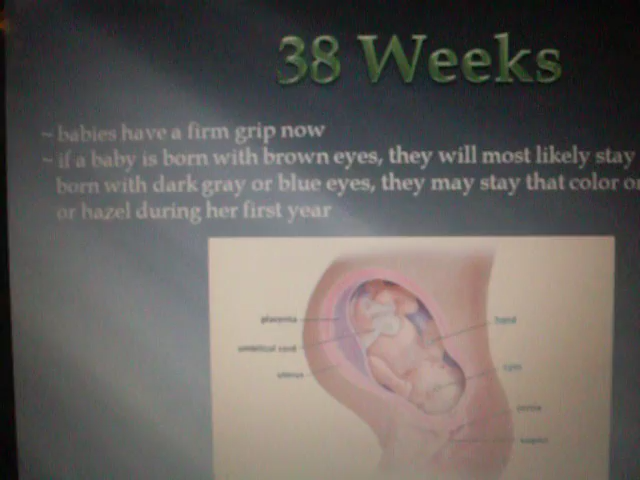 38 Weeks
~ babies have a firm grip now
~ if a baby is born with brown eyes, they will most likely stay
born with dark gray or blue eyes, they may stay that color or
or hazel during her first year
placenta
umbilical cord
uterus
hand